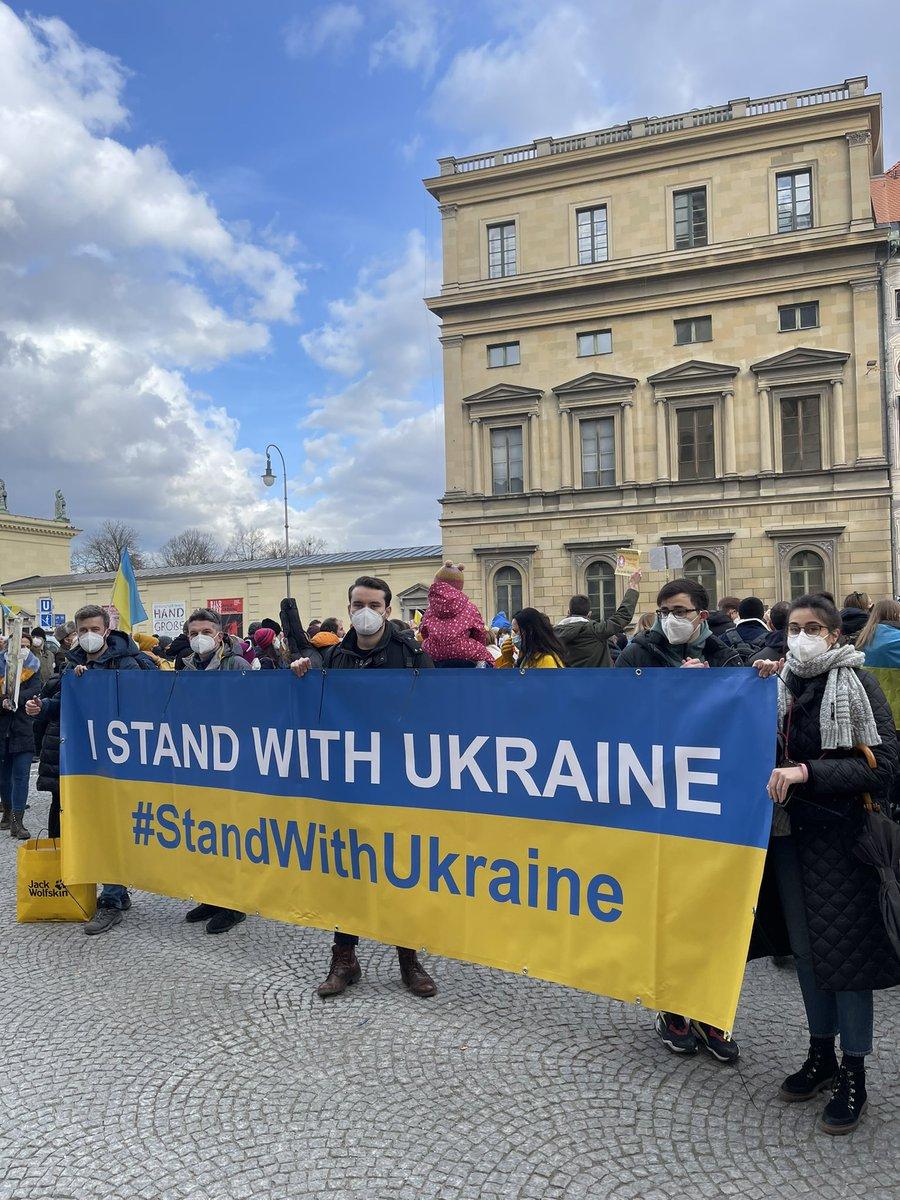 HAND
GROSS
U
I STAND WITH UKRAINE
#StandWithUkraine
Jack
Wolfskin